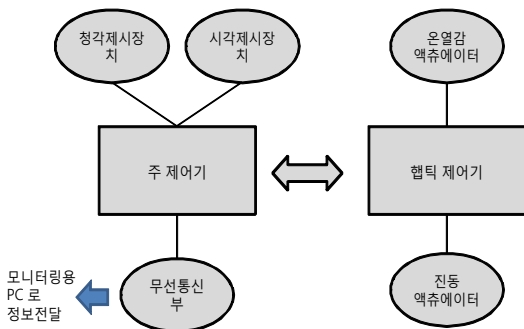 청각제시장
치
시각제시장
치
온열감
액츄에이터
주 제어기
햅틱 제어기
모니터링용
PC 로
정보전달
무선통신
부
진동
액츄에이터